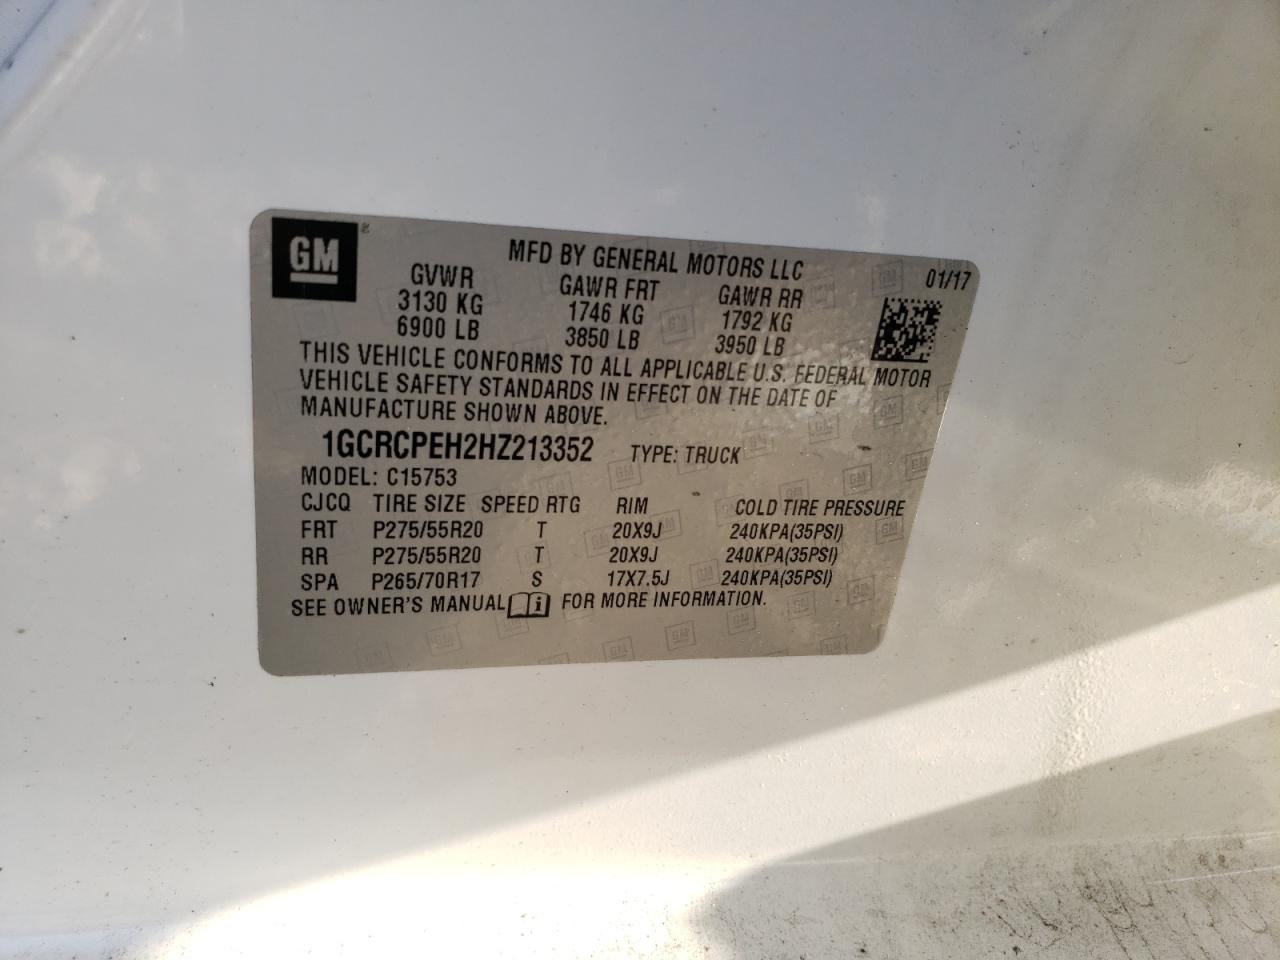 GM
MFD BY GENERAL MOTORS LLC
01/17
GVWR GAWR FRT GAWR RR
3130 KG 1746 KG 1792 KG
6900 LB 3850 LB 3950 LB
THIS VEHICLE CONFORMS TO ALL APPLICABLE U.S. FEDERAL MOTOR
VEHICLE SAFETY STANDARDS IN EFFECT ON THE DATE OF
MANUFACTURE SHOWN ABOVE.
1GCRCPEH2HZ213352 TYPE: TRUCK
MODEL: C15753
CJCQ TIRE SIZE SPEED RTG RIM COLD TIRE PRESSURE
FRT P275/55R20 T 20X9J 240KPA(35PSI)
RR P275/55R20 T 20X9J 240KPA(35PSI)
SPA P265/70R17 S 17X7.5J 240KPA(35PSI)
SEE OWNER'S MANUAL i FOR MORE INFORMATION.